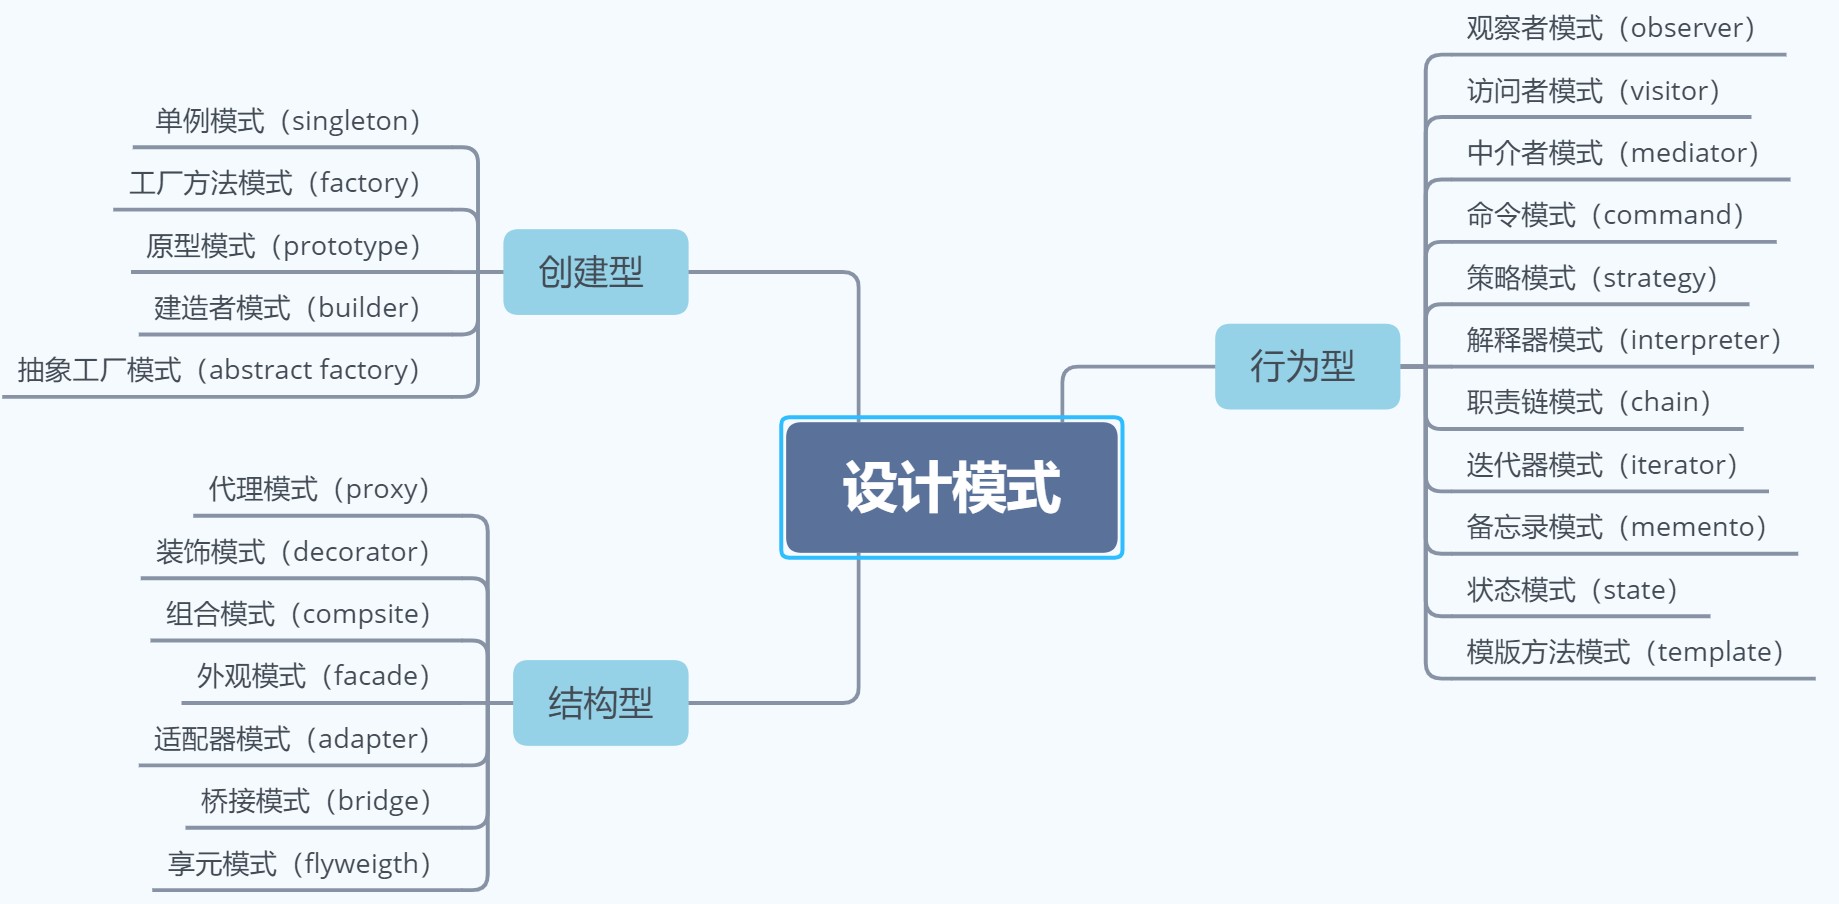 设计模式
创建型
单例模式（singleton）
工厂方法模式（factory）
原型模式（prototype）
建造者模式（builder）
抽象工厂模式（abstract factory）
结构型
代理模式（proxy）
装饰模式（decorator）
组合模式（compsite）
外观模式（facade）
适配器模式（adapter）
桥接模式（bridge）
享元模式（flyweigth）
行为型
观察者模式（observer）
访问者模式（visitor）
中介者模式（mediator）
命令模式（command）
策略模式（strategy）
解释器模式（interpreter）
职责链模式（chain）
迭代器模式（iterator）
备忘录模式（memento）
状态模式（state）
模版方法模式（template）